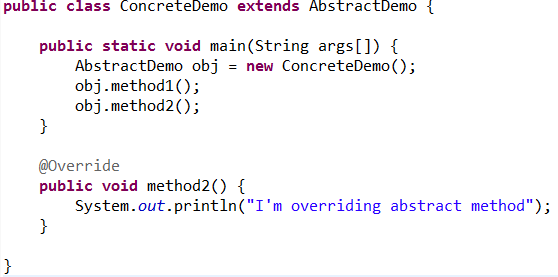 public class ConcreteDemo extends AbstractDemo {
public static void main(String args[]) {
AbstractDemo obj = new ConcreteDemo();
obj.method1();
obj.method2();
}
@Override
public void method2() {
System.out.println("I'm overriding abstract method");
}
}